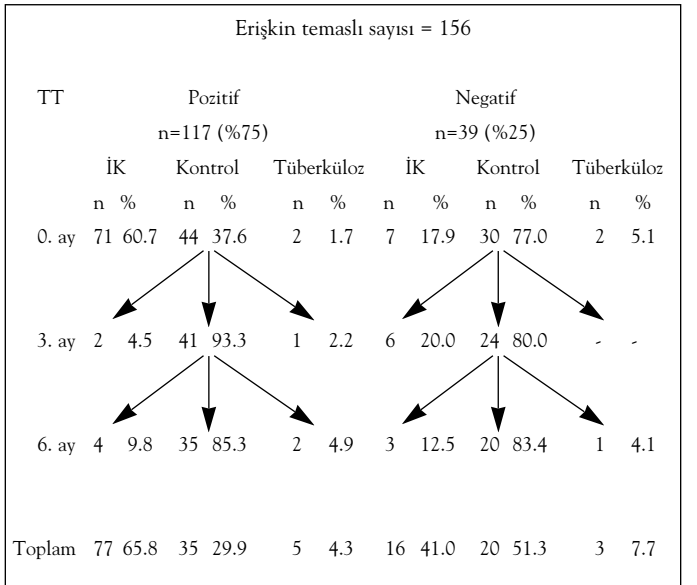 Erişkin temaslı sayısı = 156
TT Pozitif Negatif
n=117 (%75) n=39 (%25)
İK Kontrol Tüberküloz İK Kontrol Tüberküloz
n % n % n % n % n % n %
0. ay 71 60.7 44 37.6 2 1.7 7 17.9 30 77.0 2 5.1
3. ay 2 4.5 41 93.3 1 2.2 6 20.0 24 80.0 - -
6. ay 4 9.8 35 85.3 2 4.9 3 12.5 20 83.4 1 4.1
Toplam 77 65.8 35 29.9 5 4.3 16 41.0 20 51.3 3 7.7